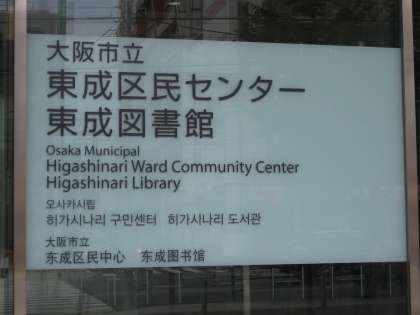 大阪市立
東成区民センター
東成図書館
Osaka Municipal
Higashinari Ward Community Center
Higashinari Library
오사카시립
히가시나리 구민센터 히가시나리 도서관
大阪市立
东成区民中心 东成图书馆